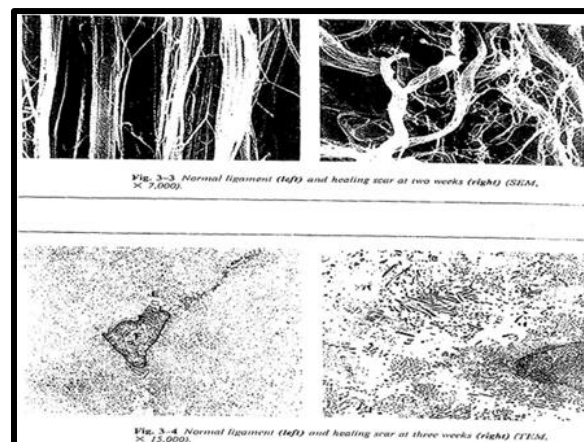 Fig. 3–3 Normal ligament (left) and healing scar at two weeks (right) (SEM,
× 7,000).
Fig. 3–4 Normal ligament (left) and healing scar at three weeks (right) (TEM,
× 15,000).